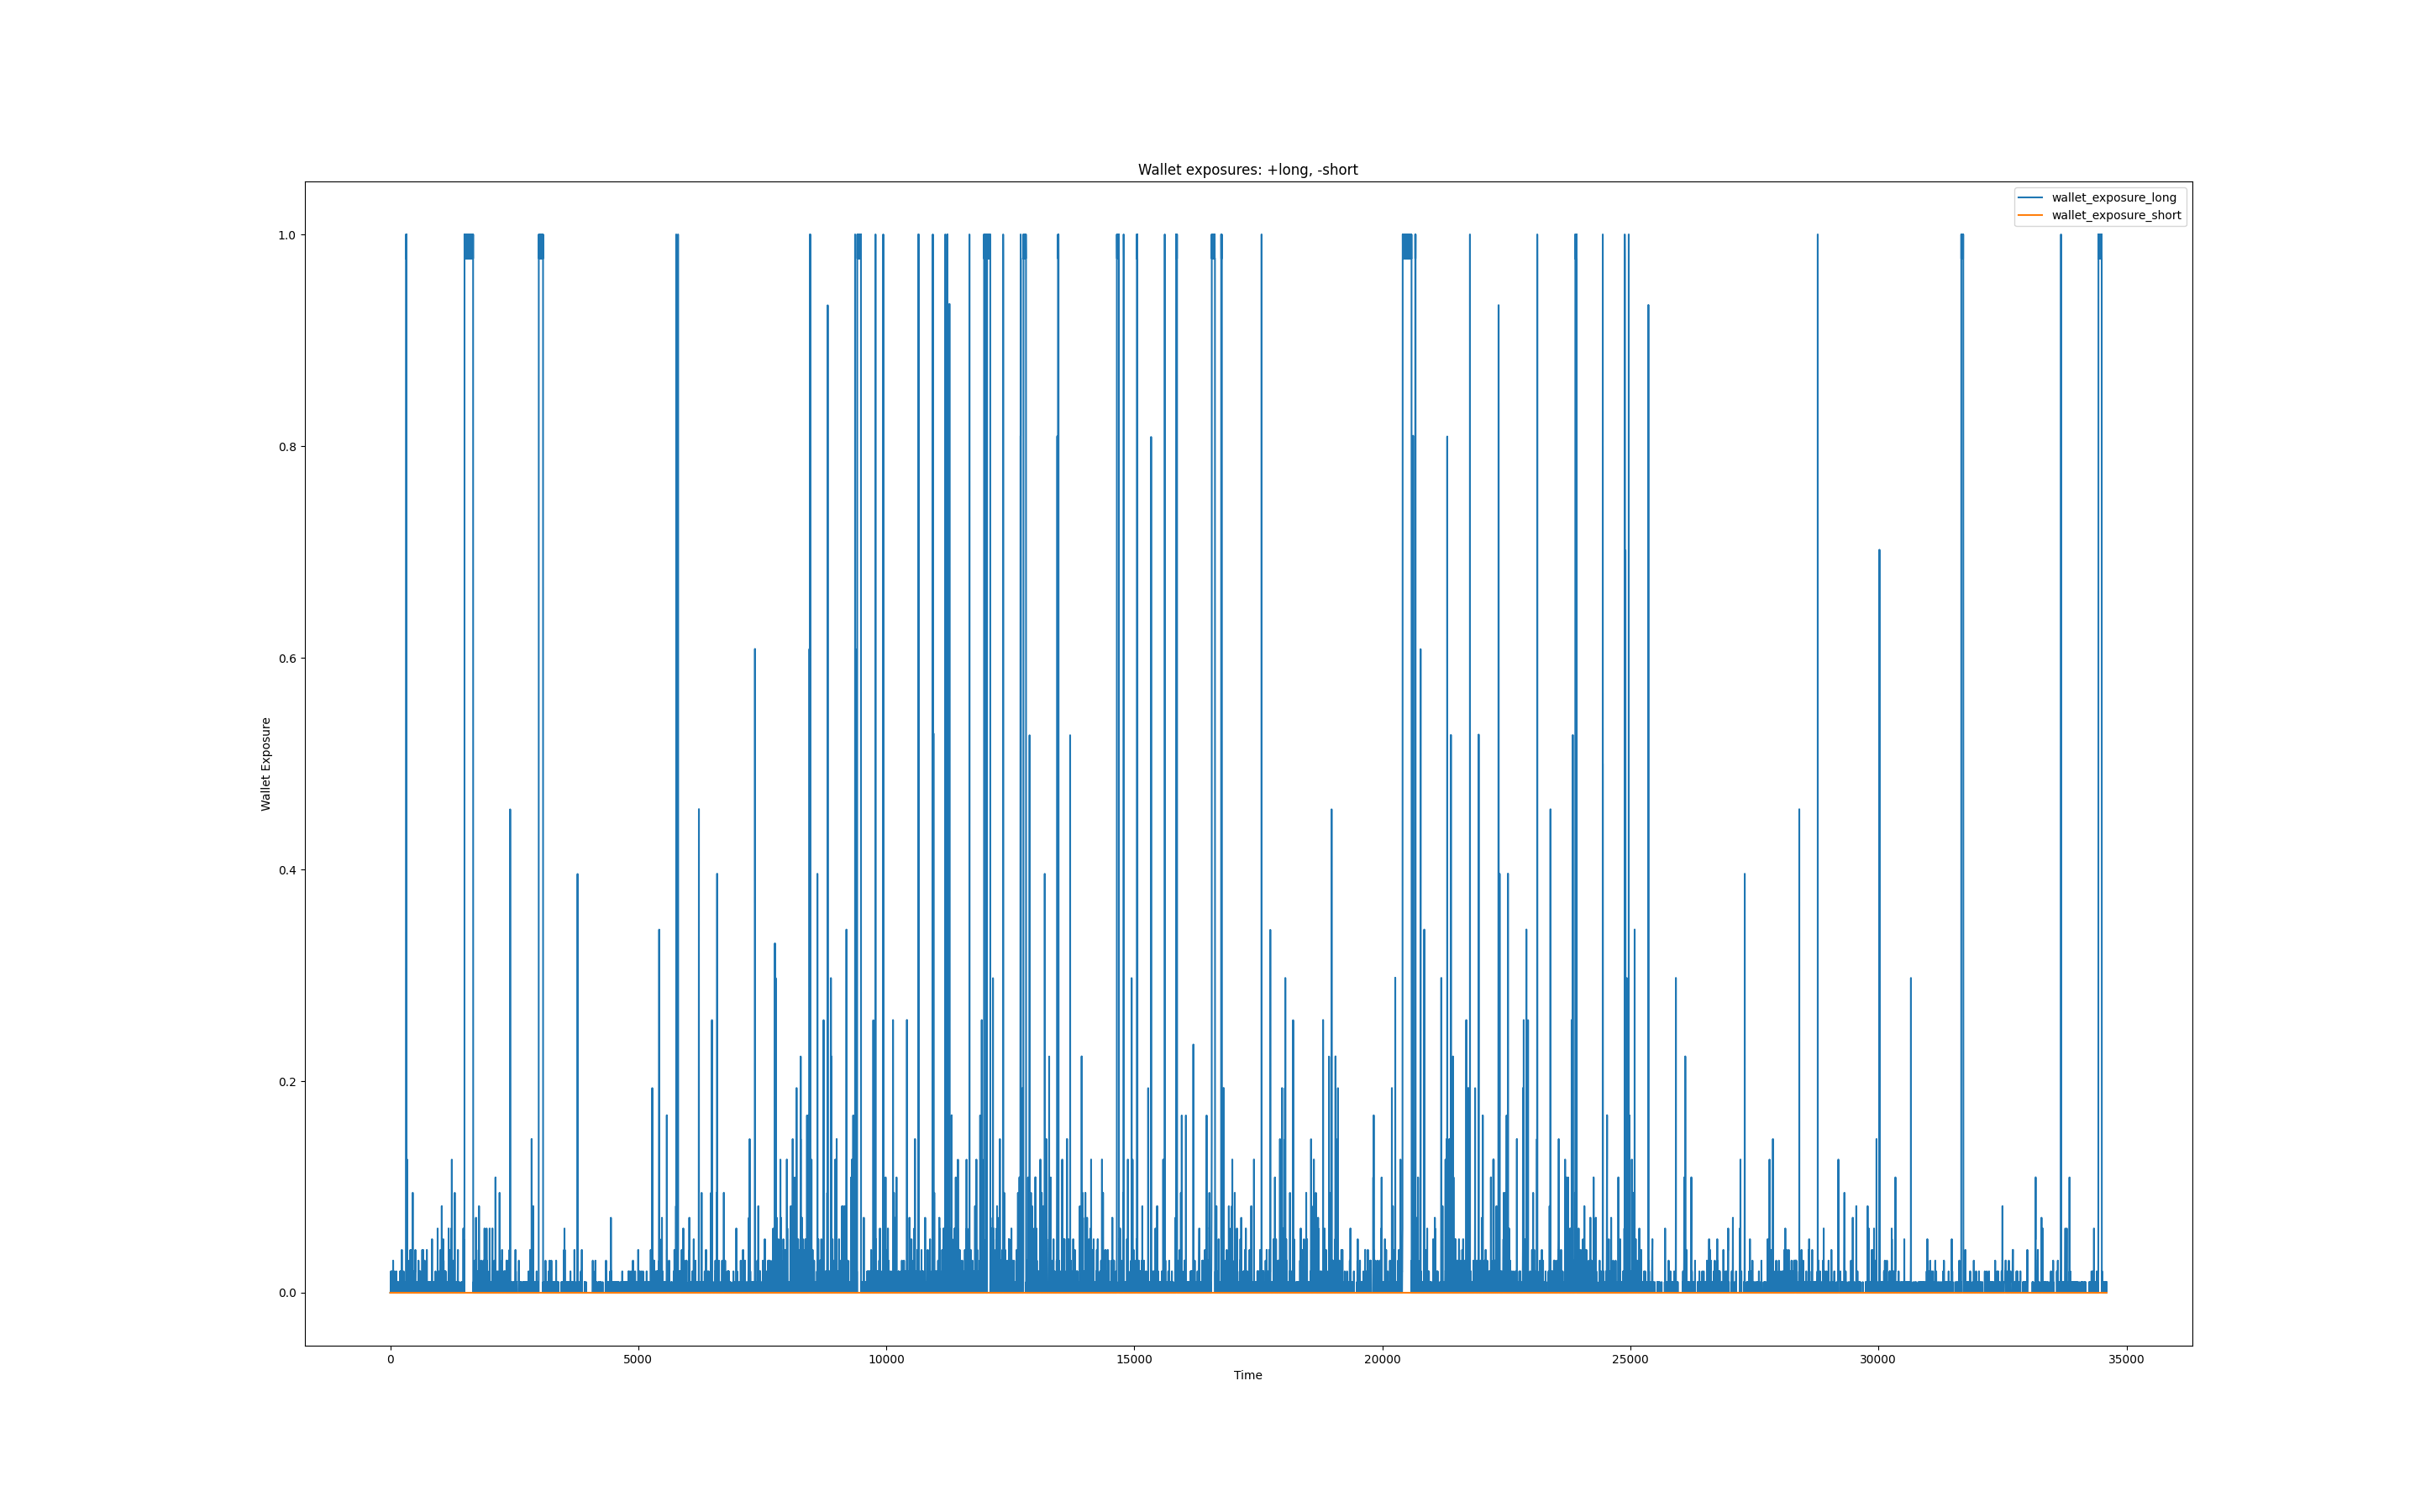 Wallet exposures: +long, -short
wallet_exposure_long
wallet_exposure_short
1.0
0.8
0.6
0.4
0.2
0.0
Wallet Exposure
0 5000 10000 15000 20000 25000 30000 35000
Time